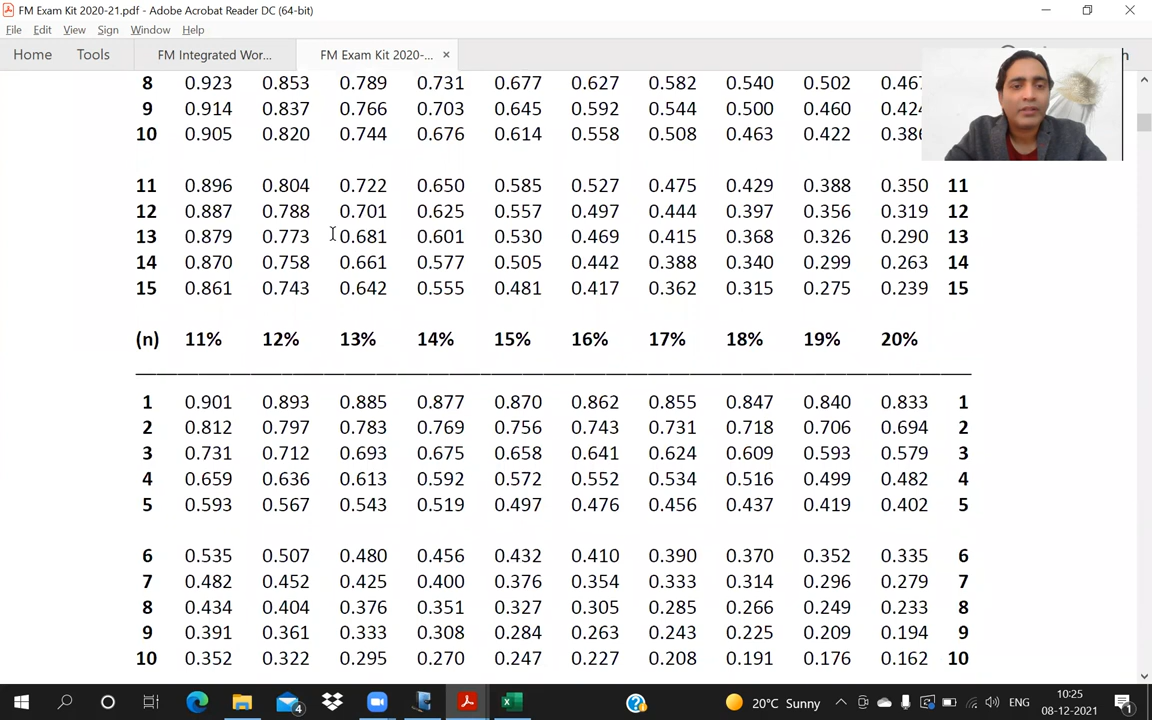 FM Exam Kit 2020-21.pdf - Adobe Acrobat Reader DC (64-bit)
File Edit View Sign Window Help
Home Tools FM Integrated Wor... FM Exam Kit 2020-... ×
8 0.923 0.853 0.789 0.731 0.677 0.627 0.582 0.540 0.502 0.467
9 0.914 0.837 0.766 0.703 0.645 0.592 0.544 0.500 0.460 0.424
10 0.905 0.820 0.744 0.676 0.614 0.558 0.508 0.463 0.422 0.386
11 0.896 0.804 0.722 0.650 0.585 0.527 0.475 0.429 0.388 0.350 11
12 0.887 0.788 0.701 0.625 0.557 0.497 0.444 0.397 0.356 0.319 12
13 0.879 0.773 0.681 0.601 0.530 0.469 0.415 0.368 0.326 0.290 13
14 0.870 0.758 0.661 0.577 0.505 0.442 0.388 0.340 0.299 0.263 14
15 0.861 0.743 0.642 0.555 0.481 0.417 0.362 0.315 0.275 0.239 15
(n) 11% 12% 13% 14% 15% 16% 17% 18% 19% 20%
1 0.901 0.893 0.885 0.877 0.870 0.862 0.855 0.847 0.840 0.833 1
2 0.812 0.797 0.783 0.769 0.756 0.743 0.731 0.718 0.706 0.694 2
3 0.731 0.712 0.693 0.675 0.658 0.641 0.624 0.609 0.593 0.579 3
4 0.659 0.636 0.613 0.592 0.572 0.552 0.534 0.516 0.499 0.482 4
5 0.593 0.567 0.543 0.519 0.497 0.476 0.456 0.437 0.419 0.402 5
6 0.535 0.507 0.480 0.456 0.432 0.410 0.390 0.370 0.352 0.335 6
7 0.482 0.452 0.425 0.400 0.376 0.354 0.333 0.314 0.296 0.279 7
8 0.434 0.404 0.376 0.351 0.327 0.305 0.285 0.266 0.249 0.233 8
9 0.391 0.361 0.333 0.308 0.284 0.263 0.243 0.225 0.209 0.194 9
10 0.352 0.322 0.295 0.270 0.247 0.227 0.208 0.191 0.176 0.162 10
4 20°C Sunny ENG 10:25
08-12-2021 1